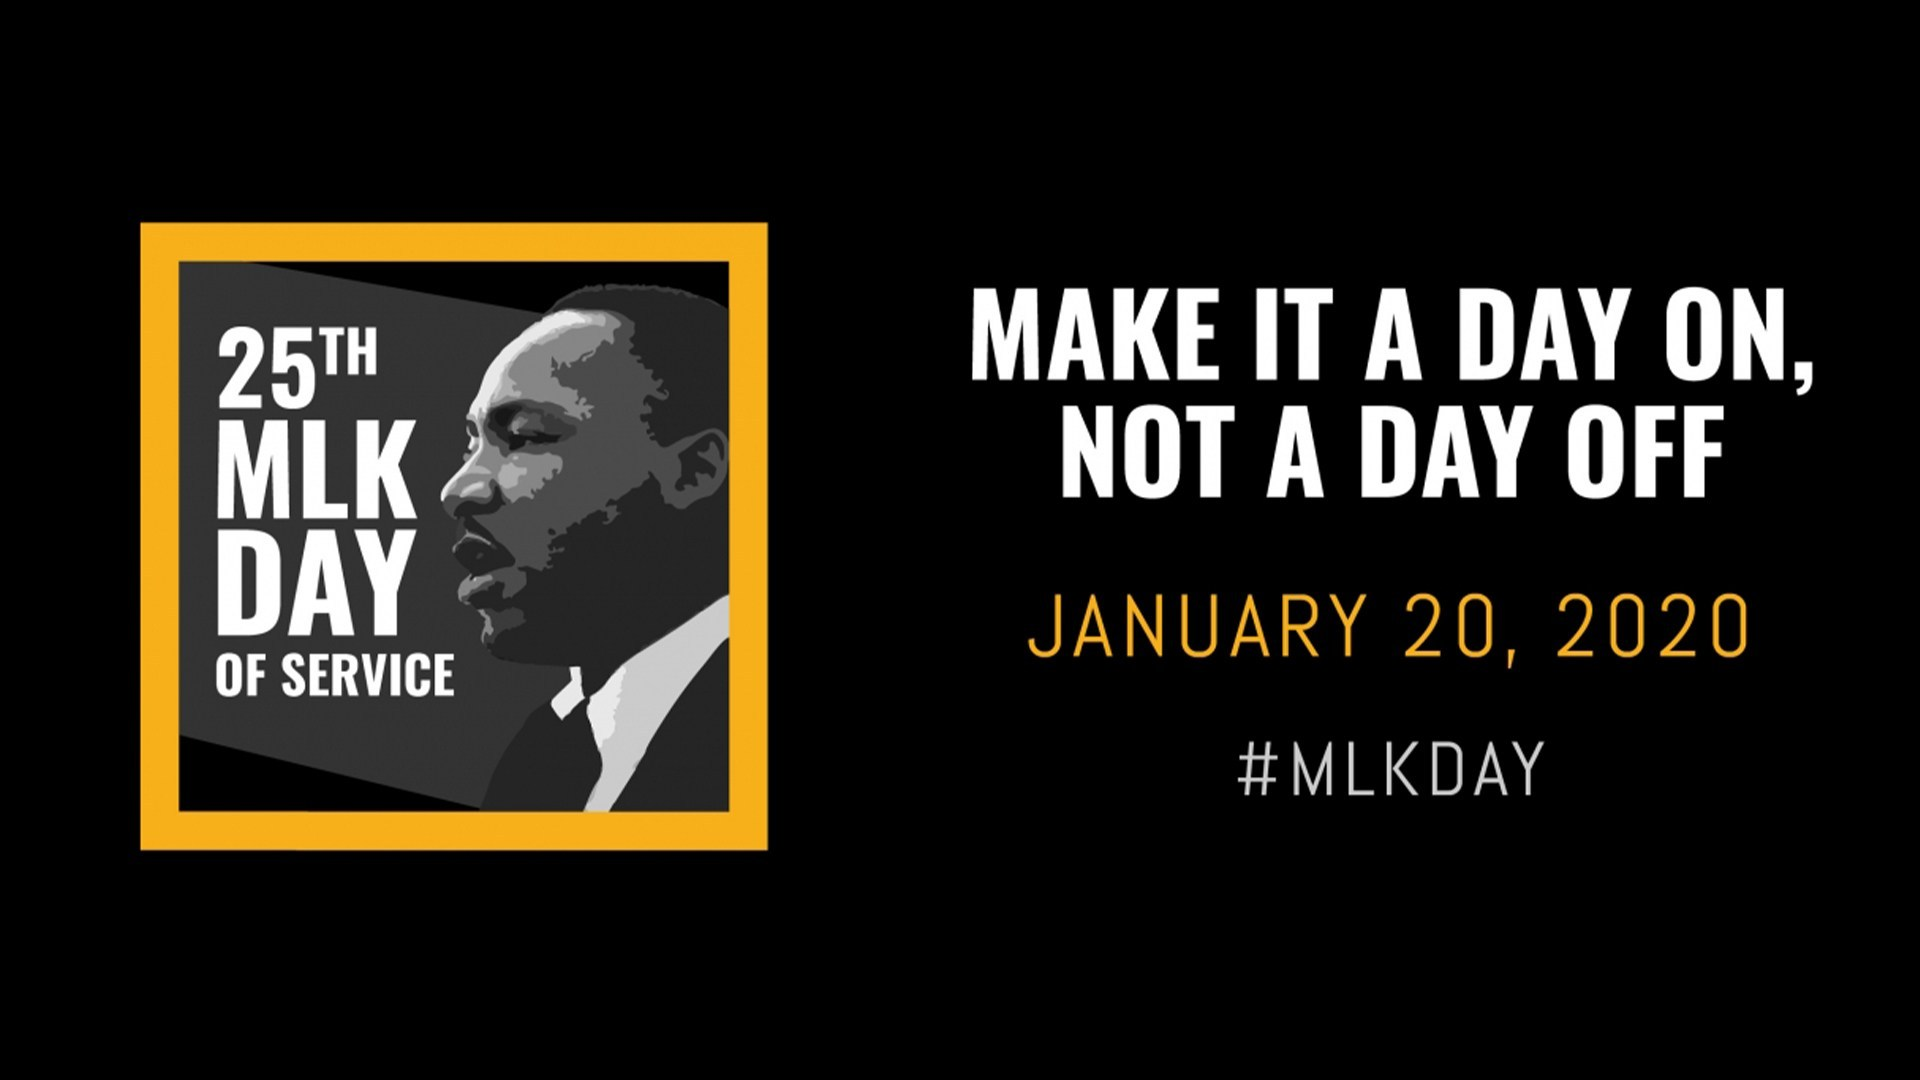 25TH
MLK
DAY
OF SERVICE
MAKE IT A DAY ON,
NOT A DAY OFF
JANUARY 20, 2020
#MLKDAY